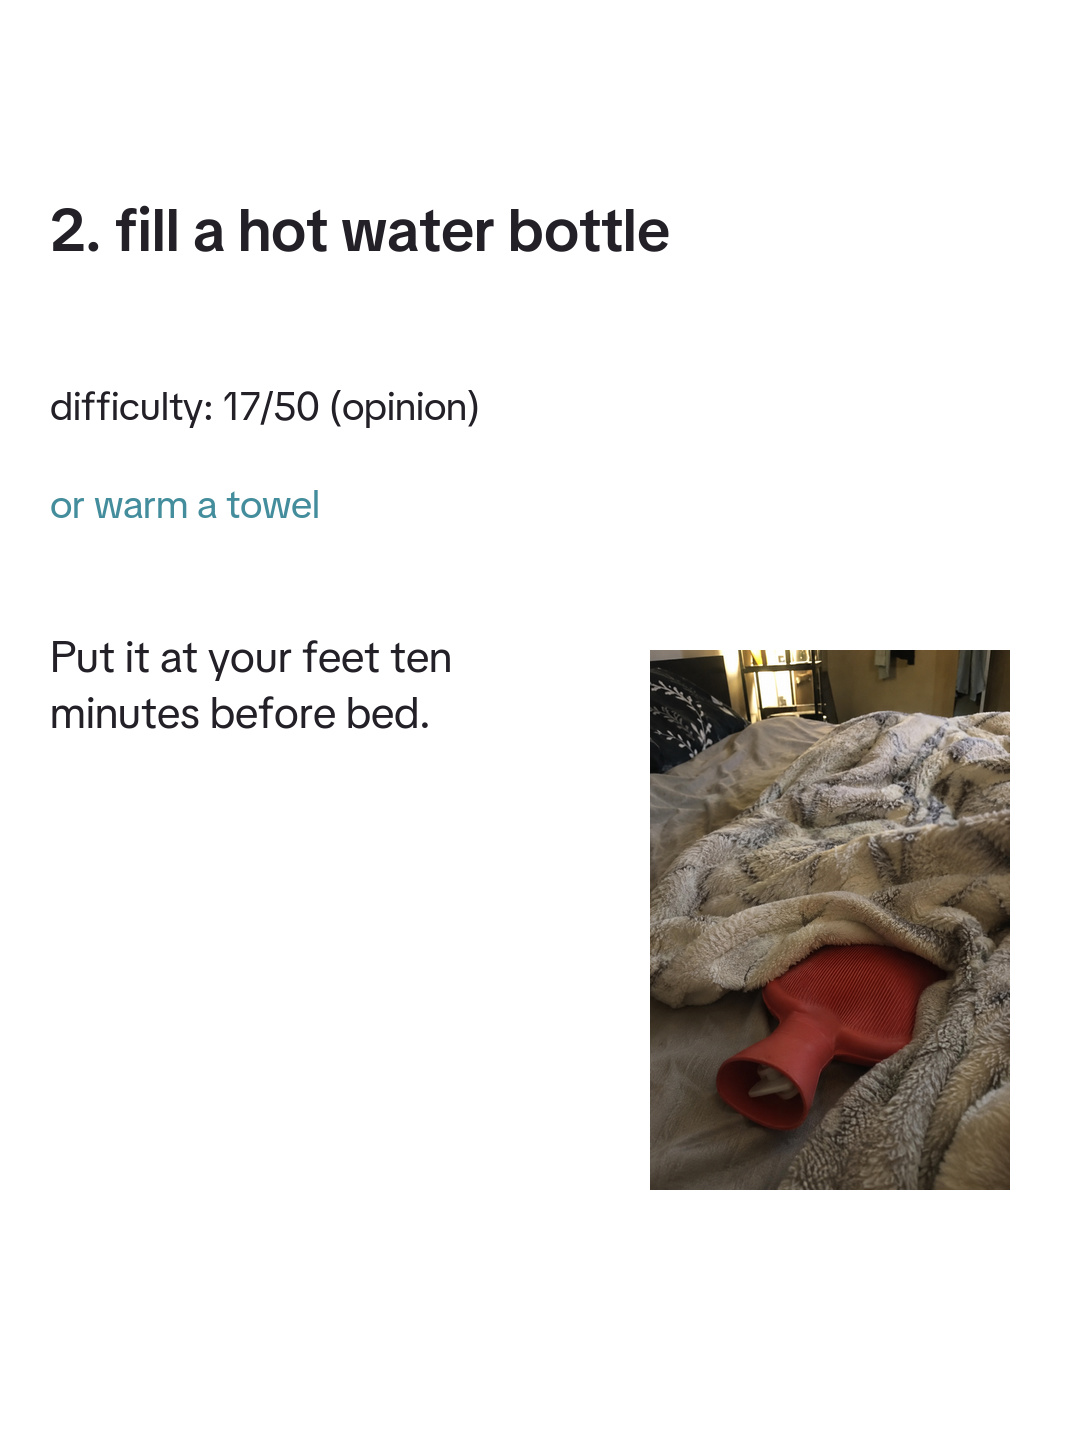 2. fill a hot water bottle
difficulty: 17/50 (opinion)
or warm a towel
Put it at your feet ten
minutes before bed.